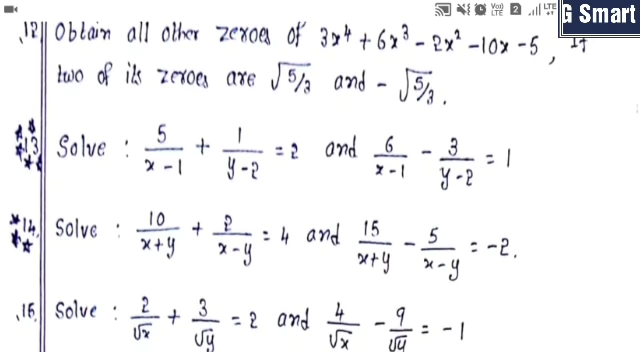 G Smart
12 Obtain all other zeroes of 3x⁴ + 6x³ - 2x² - 10x - 5, If
two of its zeroes are √5/3 and - √5/3.
13 Solve : 5/(x-1) + 1/(y-2) = 2 and 6/(x-1) - 3/(y-2) = 1
14. Solve : 10/(x+y) + 2/(x-y) = 4 and 15/(x+y) - 5/(x-y) = -2.
15. Solve : 2/√x + 3/√y = 2 and 4/√x - 9/√y = -1